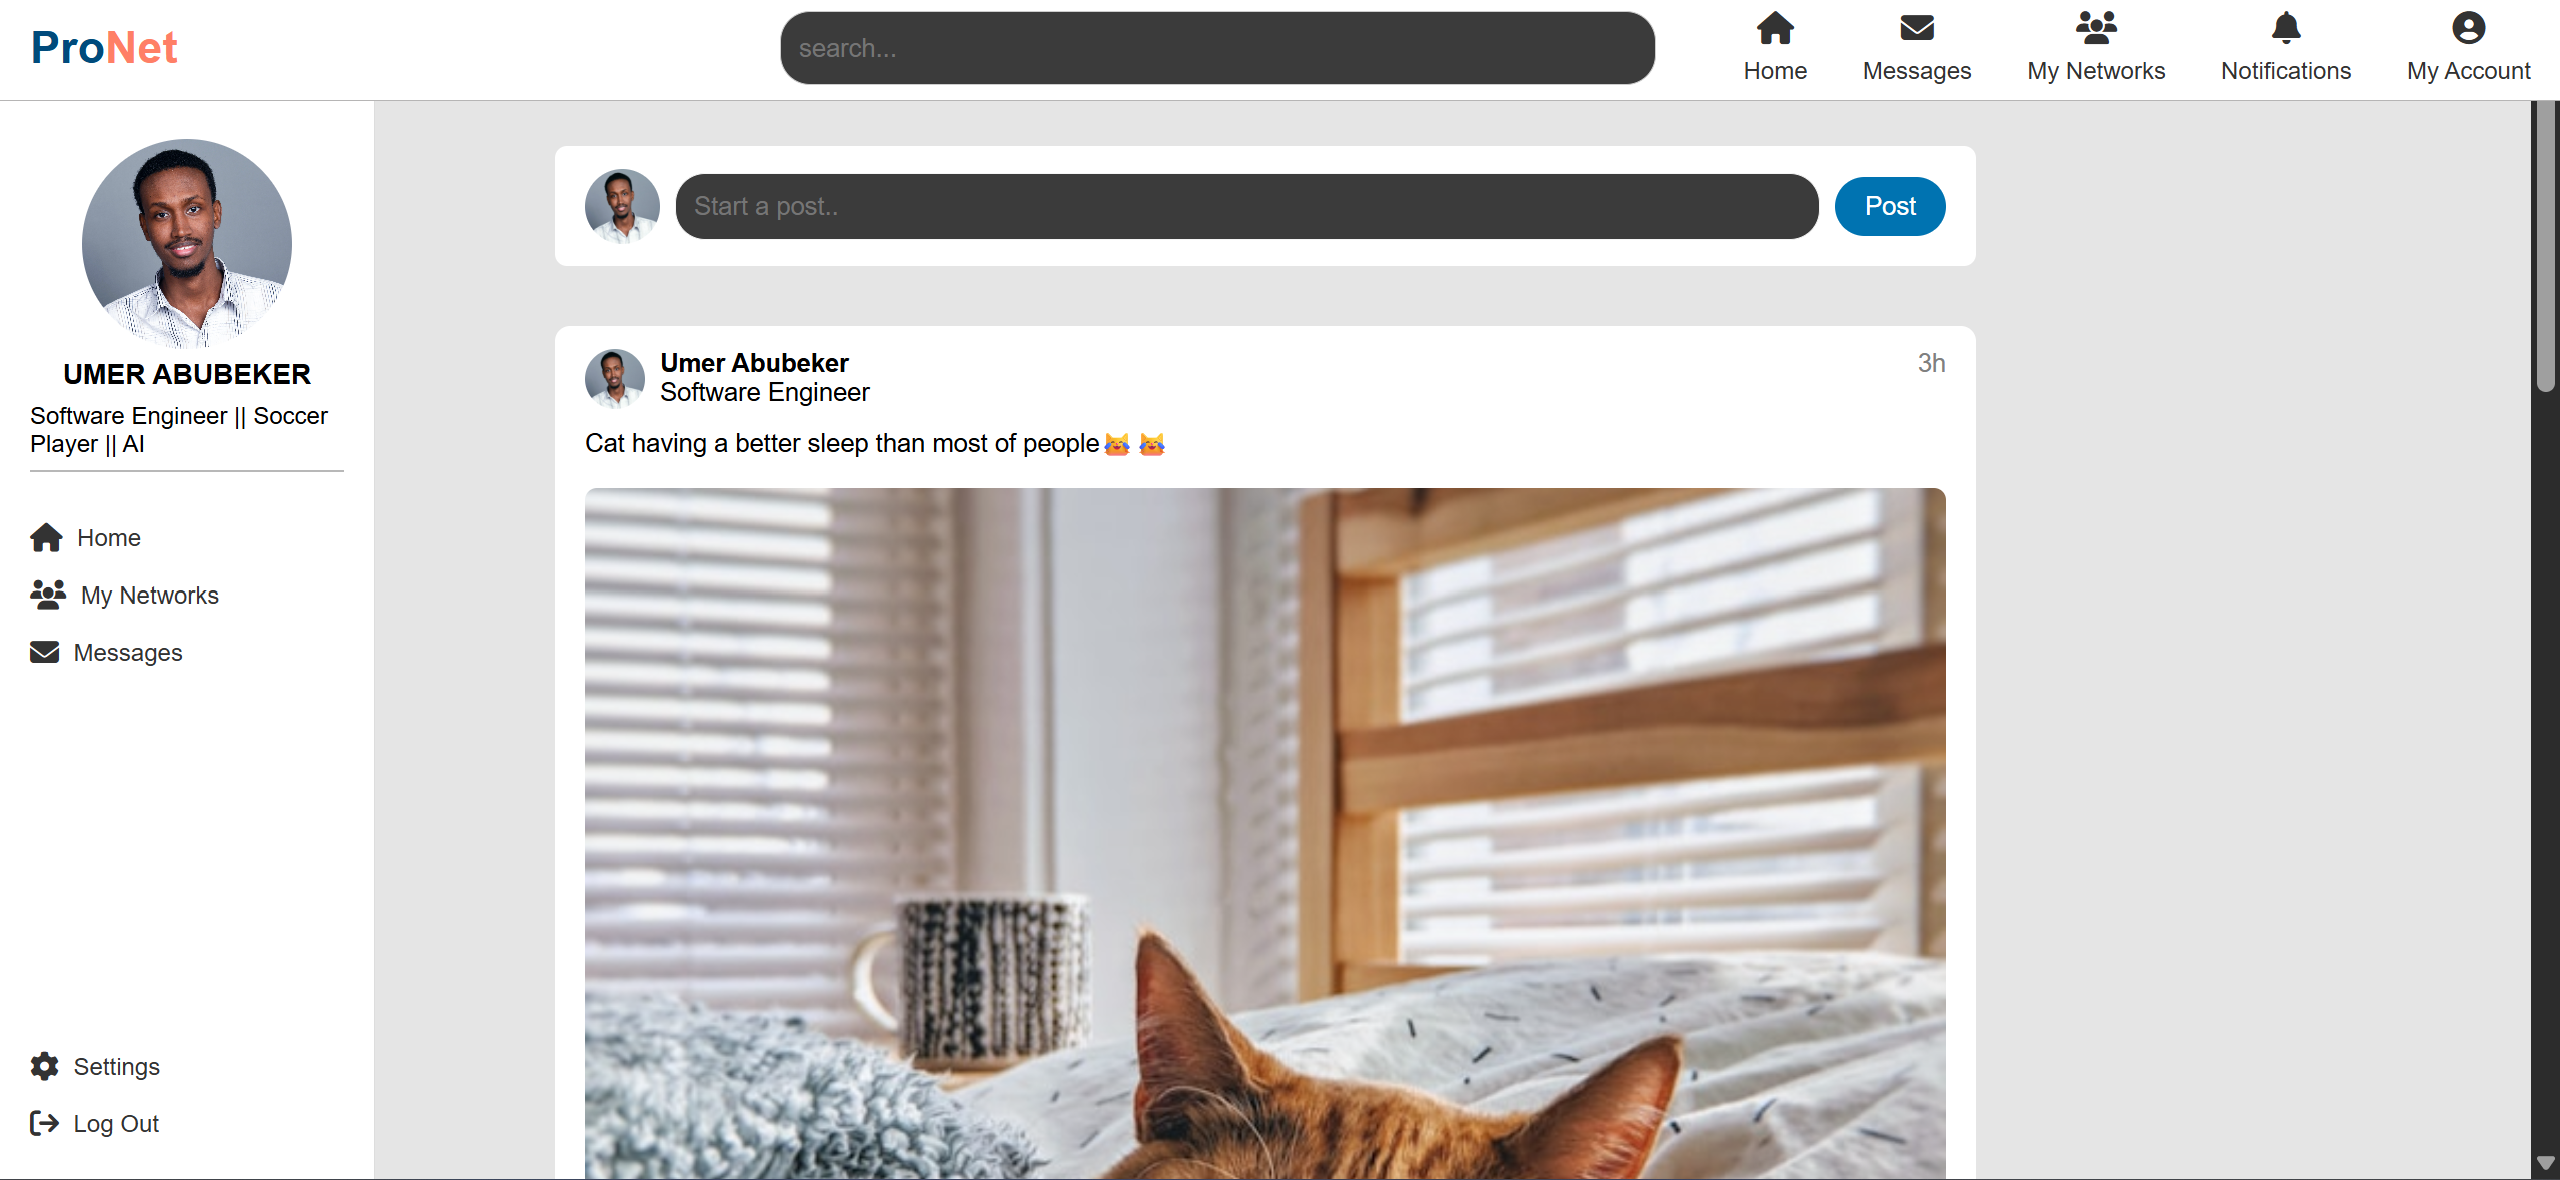 ProNet
search...
Home
Messages
My Networks
Notifications
My Account
UMER ABUBEKER
Software Engineer || Soccer
Player || AI
Home
My Networks
Messages
Settings
Log Out
Start a post..
Post
Umer Abubeker
3h
Software Engineer
Cat having a better sleep than most of people😹 😹